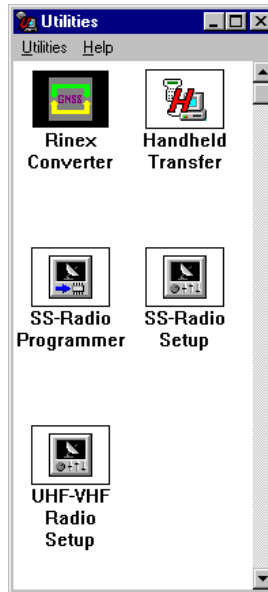 Utilities
Utilities Help
GNSS
Rinex
Converter
H
Handheld
Transfer
SS-Radio
Programmer
SS-Radio
Setup
UHF-VHF
Radio
Setup